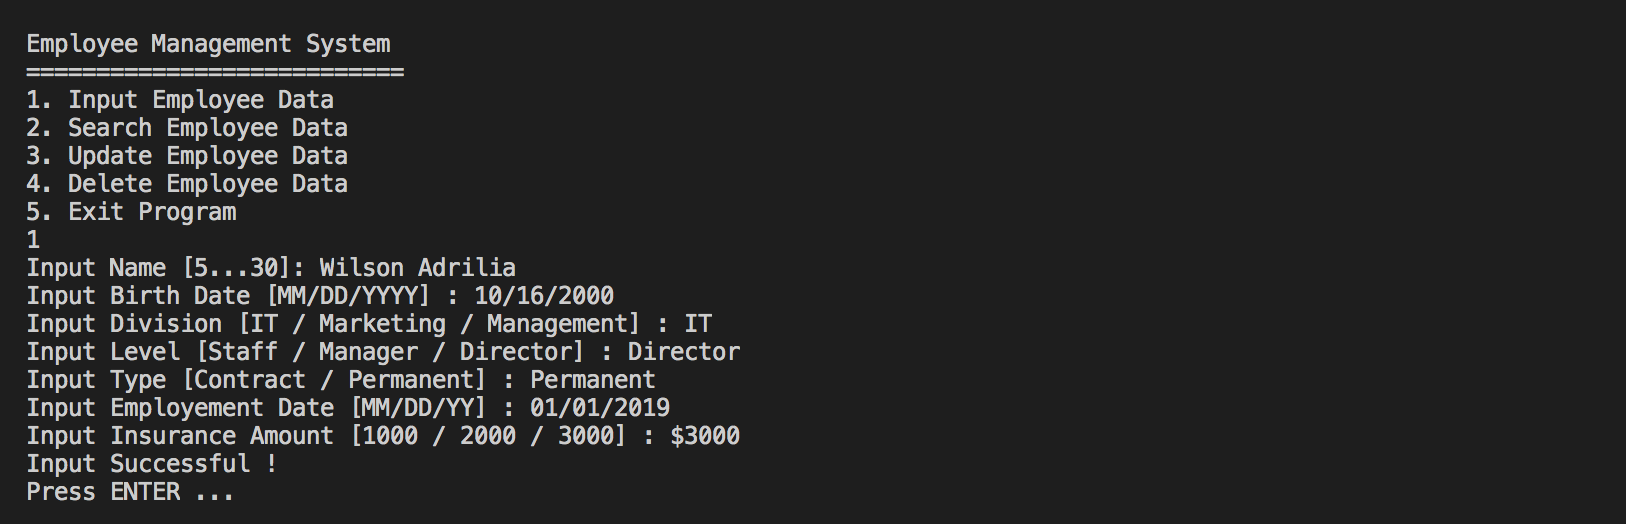 Employee Management System
===========================
1. Input Employee Data
2. Search Employee Data
3. Update Employee Data
4. Delete Employee Data
5. Exit Program
1
Input Name [5...30]: Wilson Adrilia
Input Birth Date [MM/DD/YYYY] : 10/16/2000
Input Division [IT / Marketing / Management] : IT
Input Level [Staff / Manager / Director] : Director
Input Type [Contract / Permanent] : Permanent
Input Employement Date [MM/DD/YY] : 01/01/2019
Input Insurance Amount [1000 / 2000 / 3000] : $3000
Input Successful !
Press ENTER ...